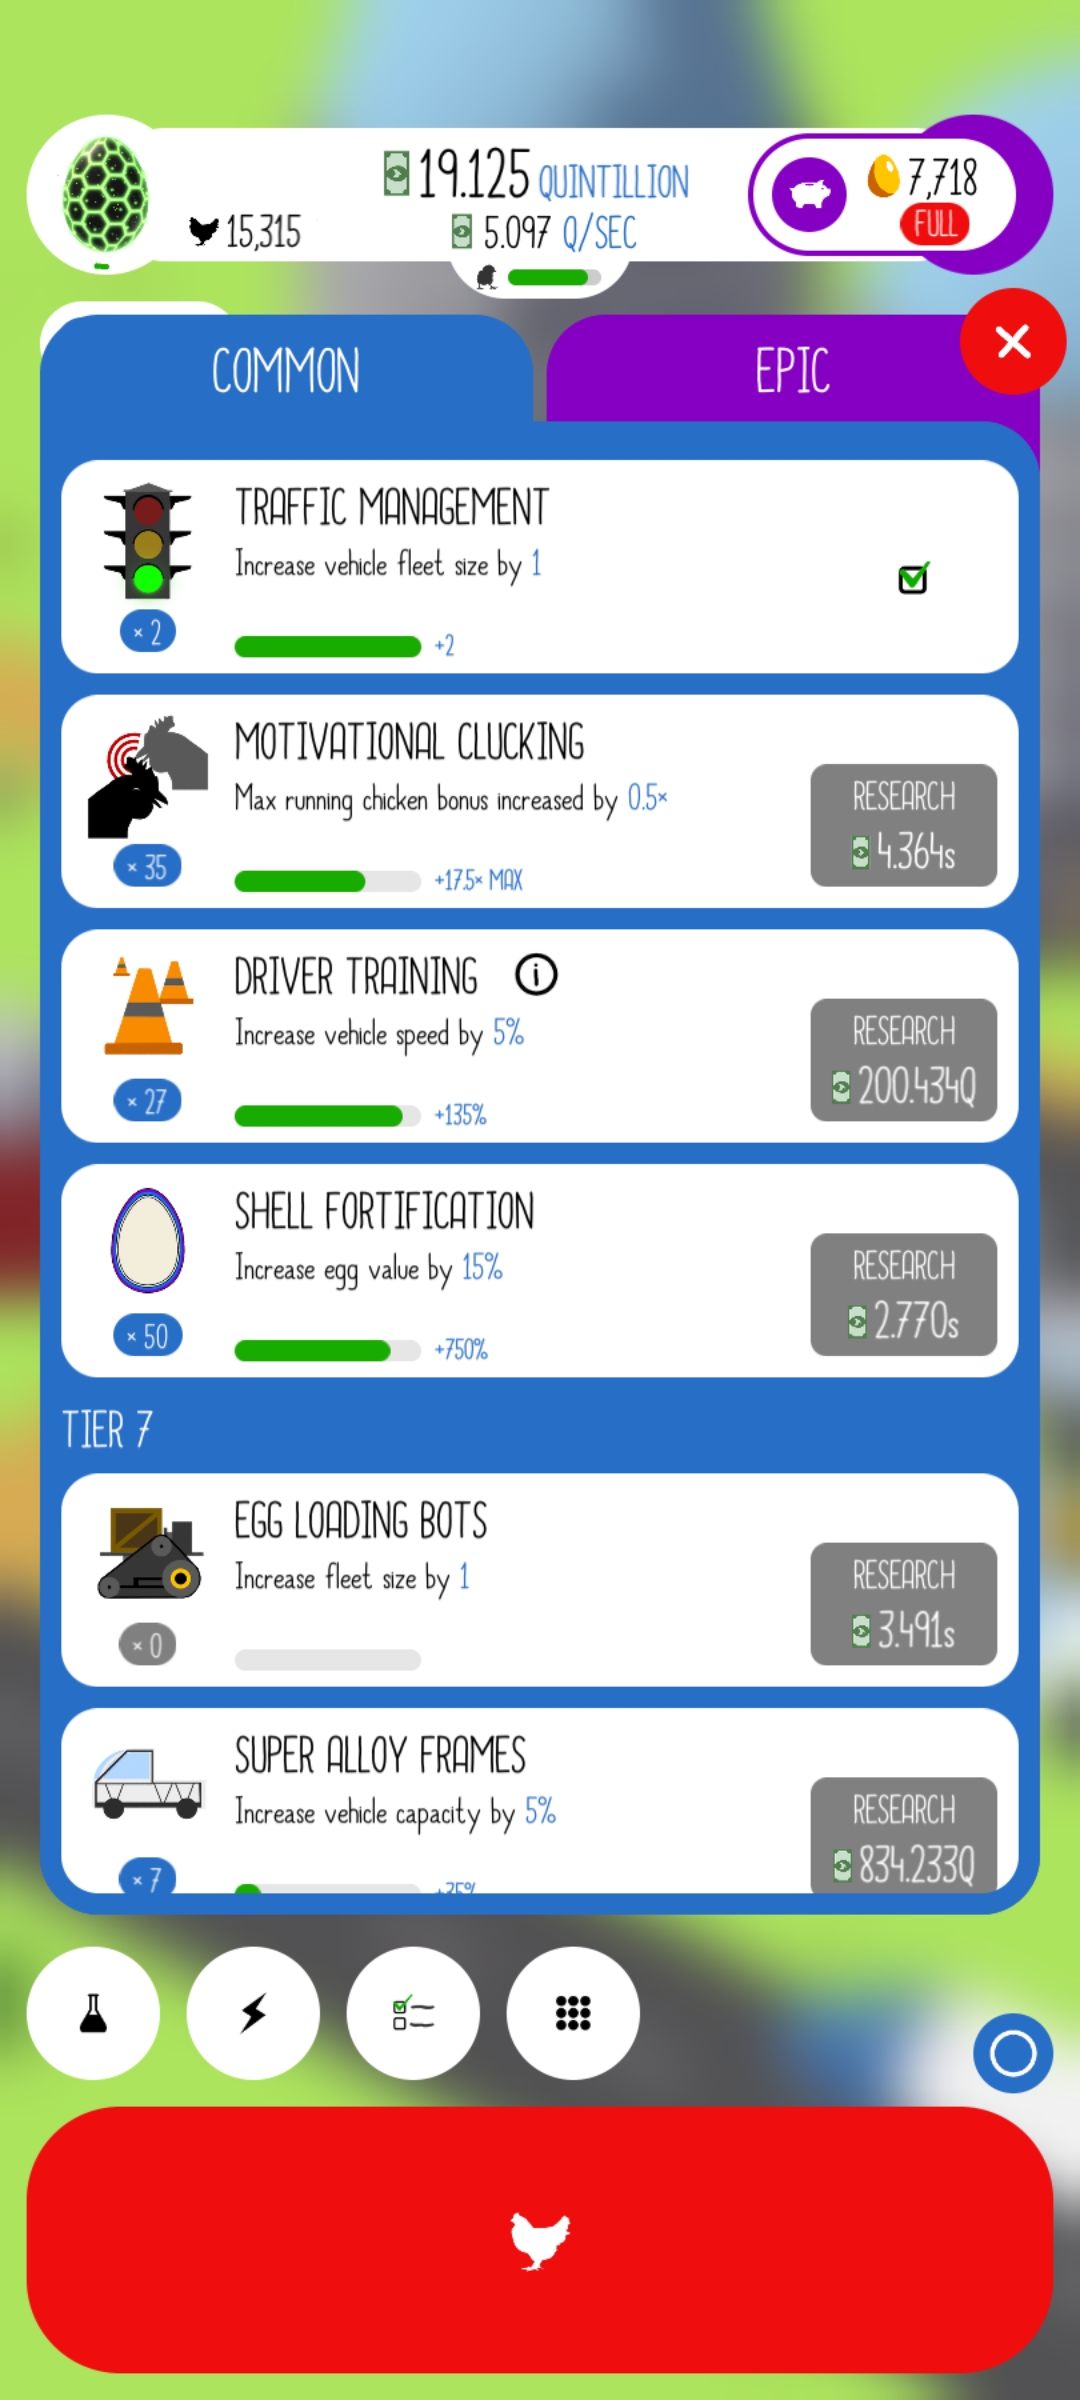 19.125 QUINTILLION
15,315
5.097 Q/SEC
7,718
FULL
COMMON
EPIC
TRAFFIC MANAGEMENT
Increase vehicle fleet size by 1
× 2
+2
MOTIVATIONAL CLUCKING
Max running chicken bonus increased by 0.5×
RESEARCH
4.364s
× 35
+17.5× MAX
DRIVER TRAINING
i
Increase vehicle speed by 5%
RESEARCH
200.434Q
× 27
+135%
SHELL FORTIFICATION
Increase egg value by 15%
RESEARCH
2.770s
× 50
+750%
TIER 7
EGG LOADING BOTS
Increase fleet size by 1
RESEARCH
3.491s
× 0
SUPER ALLOY FRAMES
Increase vehicle capacity by 5%
RESEARCH
834.233Q
× 7
+35%